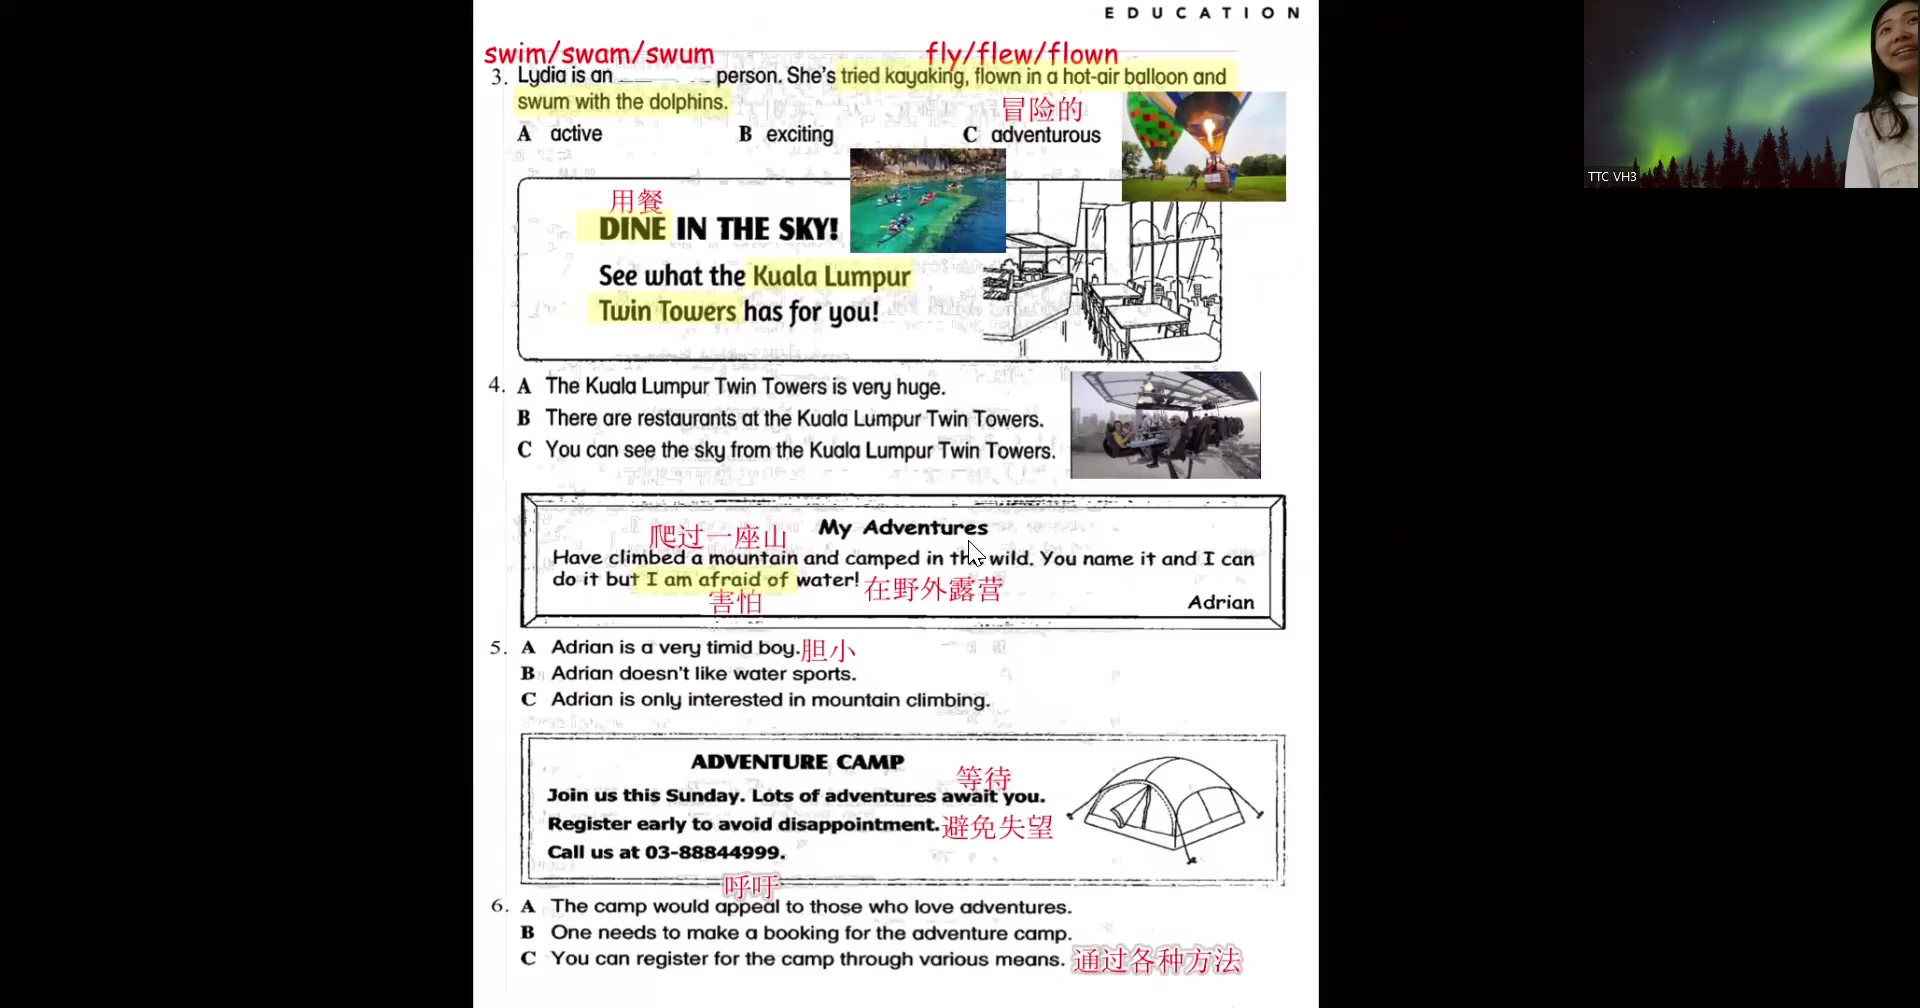 EDUCATION
swim/swam/swum fly/flew/flown
3. Lydia is an ______ person. She's tried kayaking, flown in a hot-air balloon and
swum with the dolphins.
冒险的
A active B exciting C adventurous
用餐
DINE IN THE SKY!
See what the Kuala Lumpur
Twin Towers has for you!
4. A The Kuala Lumpur Twin Towers is very huge.
B There are restaurants at the Kuala Lumpur Twin Towers.
C You can see the sky from the Kuala Lumpur Twin Towers.
My Adventures
爬过一座山
Have climbed a mountain and camped in the wild. You name it and I can
do it but I am afraid of water! 在野外露营
害怕
Adrian
5. A Adrian is a very timid boy. 胆小
B Adrian doesn't like water sports.
C Adrian is only interested in mountain climbing.
ADVENTURE CAMP
等待
Join us this Sunday. Lots of adventures await you.
Register early to avoid disappointment. 避免失望
Call us at 03-88844999.
呼吁
6. A The camp would appeal to those who love adventures.
B One needs to make a booking for the adventure camp.
C You can register for the camp through various means. 通过各种方法
TTC VH3